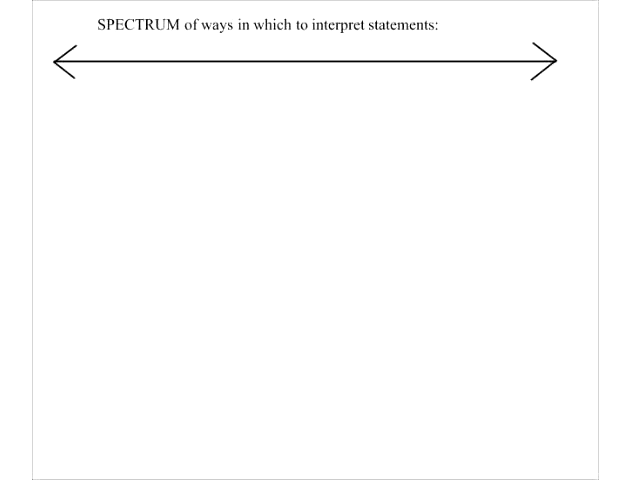 SPECTRUM of ways in which to interpret statements: